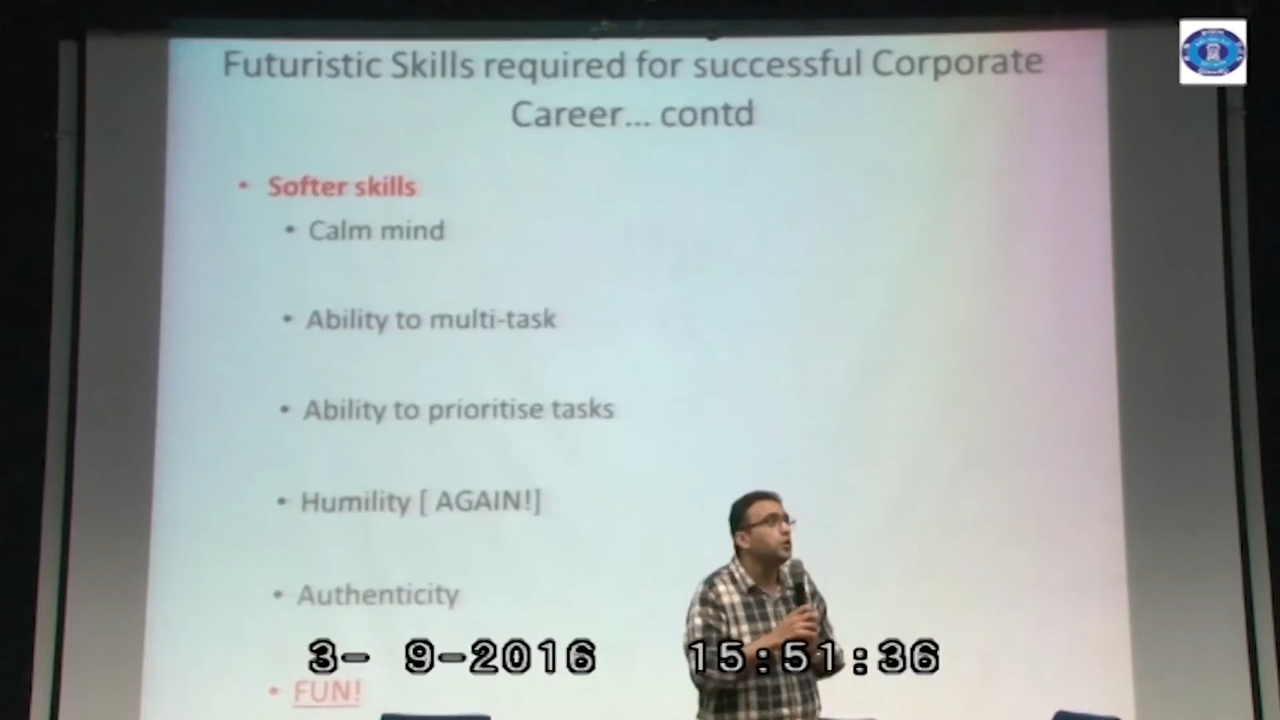 Futuristic Skills required for successful Corporate
Career... contd
• Softer skills
• Calm mind
• Ability to multi-task
• Ability to prioritise tasks
• Humility [ AGAIN!]
• Authenticity
• FUN!
3- 9-2016 15:51:36